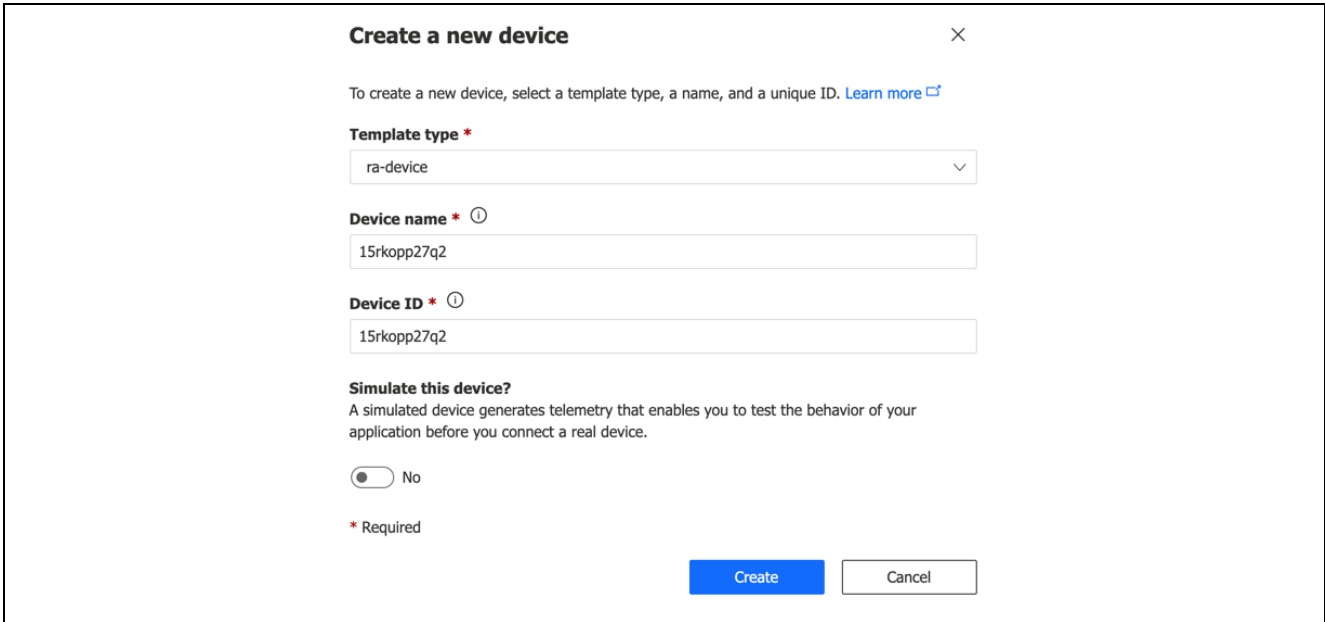 Create a new device
To create a new device, select a template type, a name, and a unique ID. Learn more
Template type *
ra-device
Device name *
15rkopp27q2
Device ID *
15rkopp27q2
Simulate this device?
A simulated device generates telemetry that enables you to test the behavior of your
application before you connect a real device.
No
* Required
Create Cancel